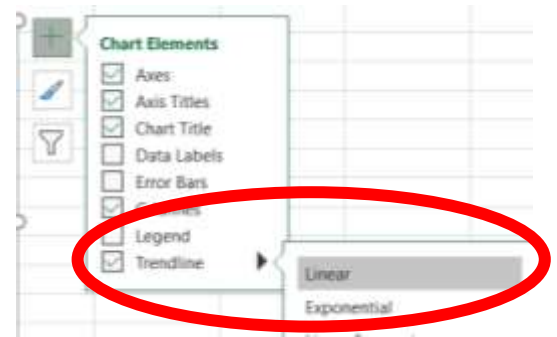 Chart Elements
Axes
Axis Titles
Chart Title
Data Labels
Error Bars
Legend
Trendline
Linear
Exponential